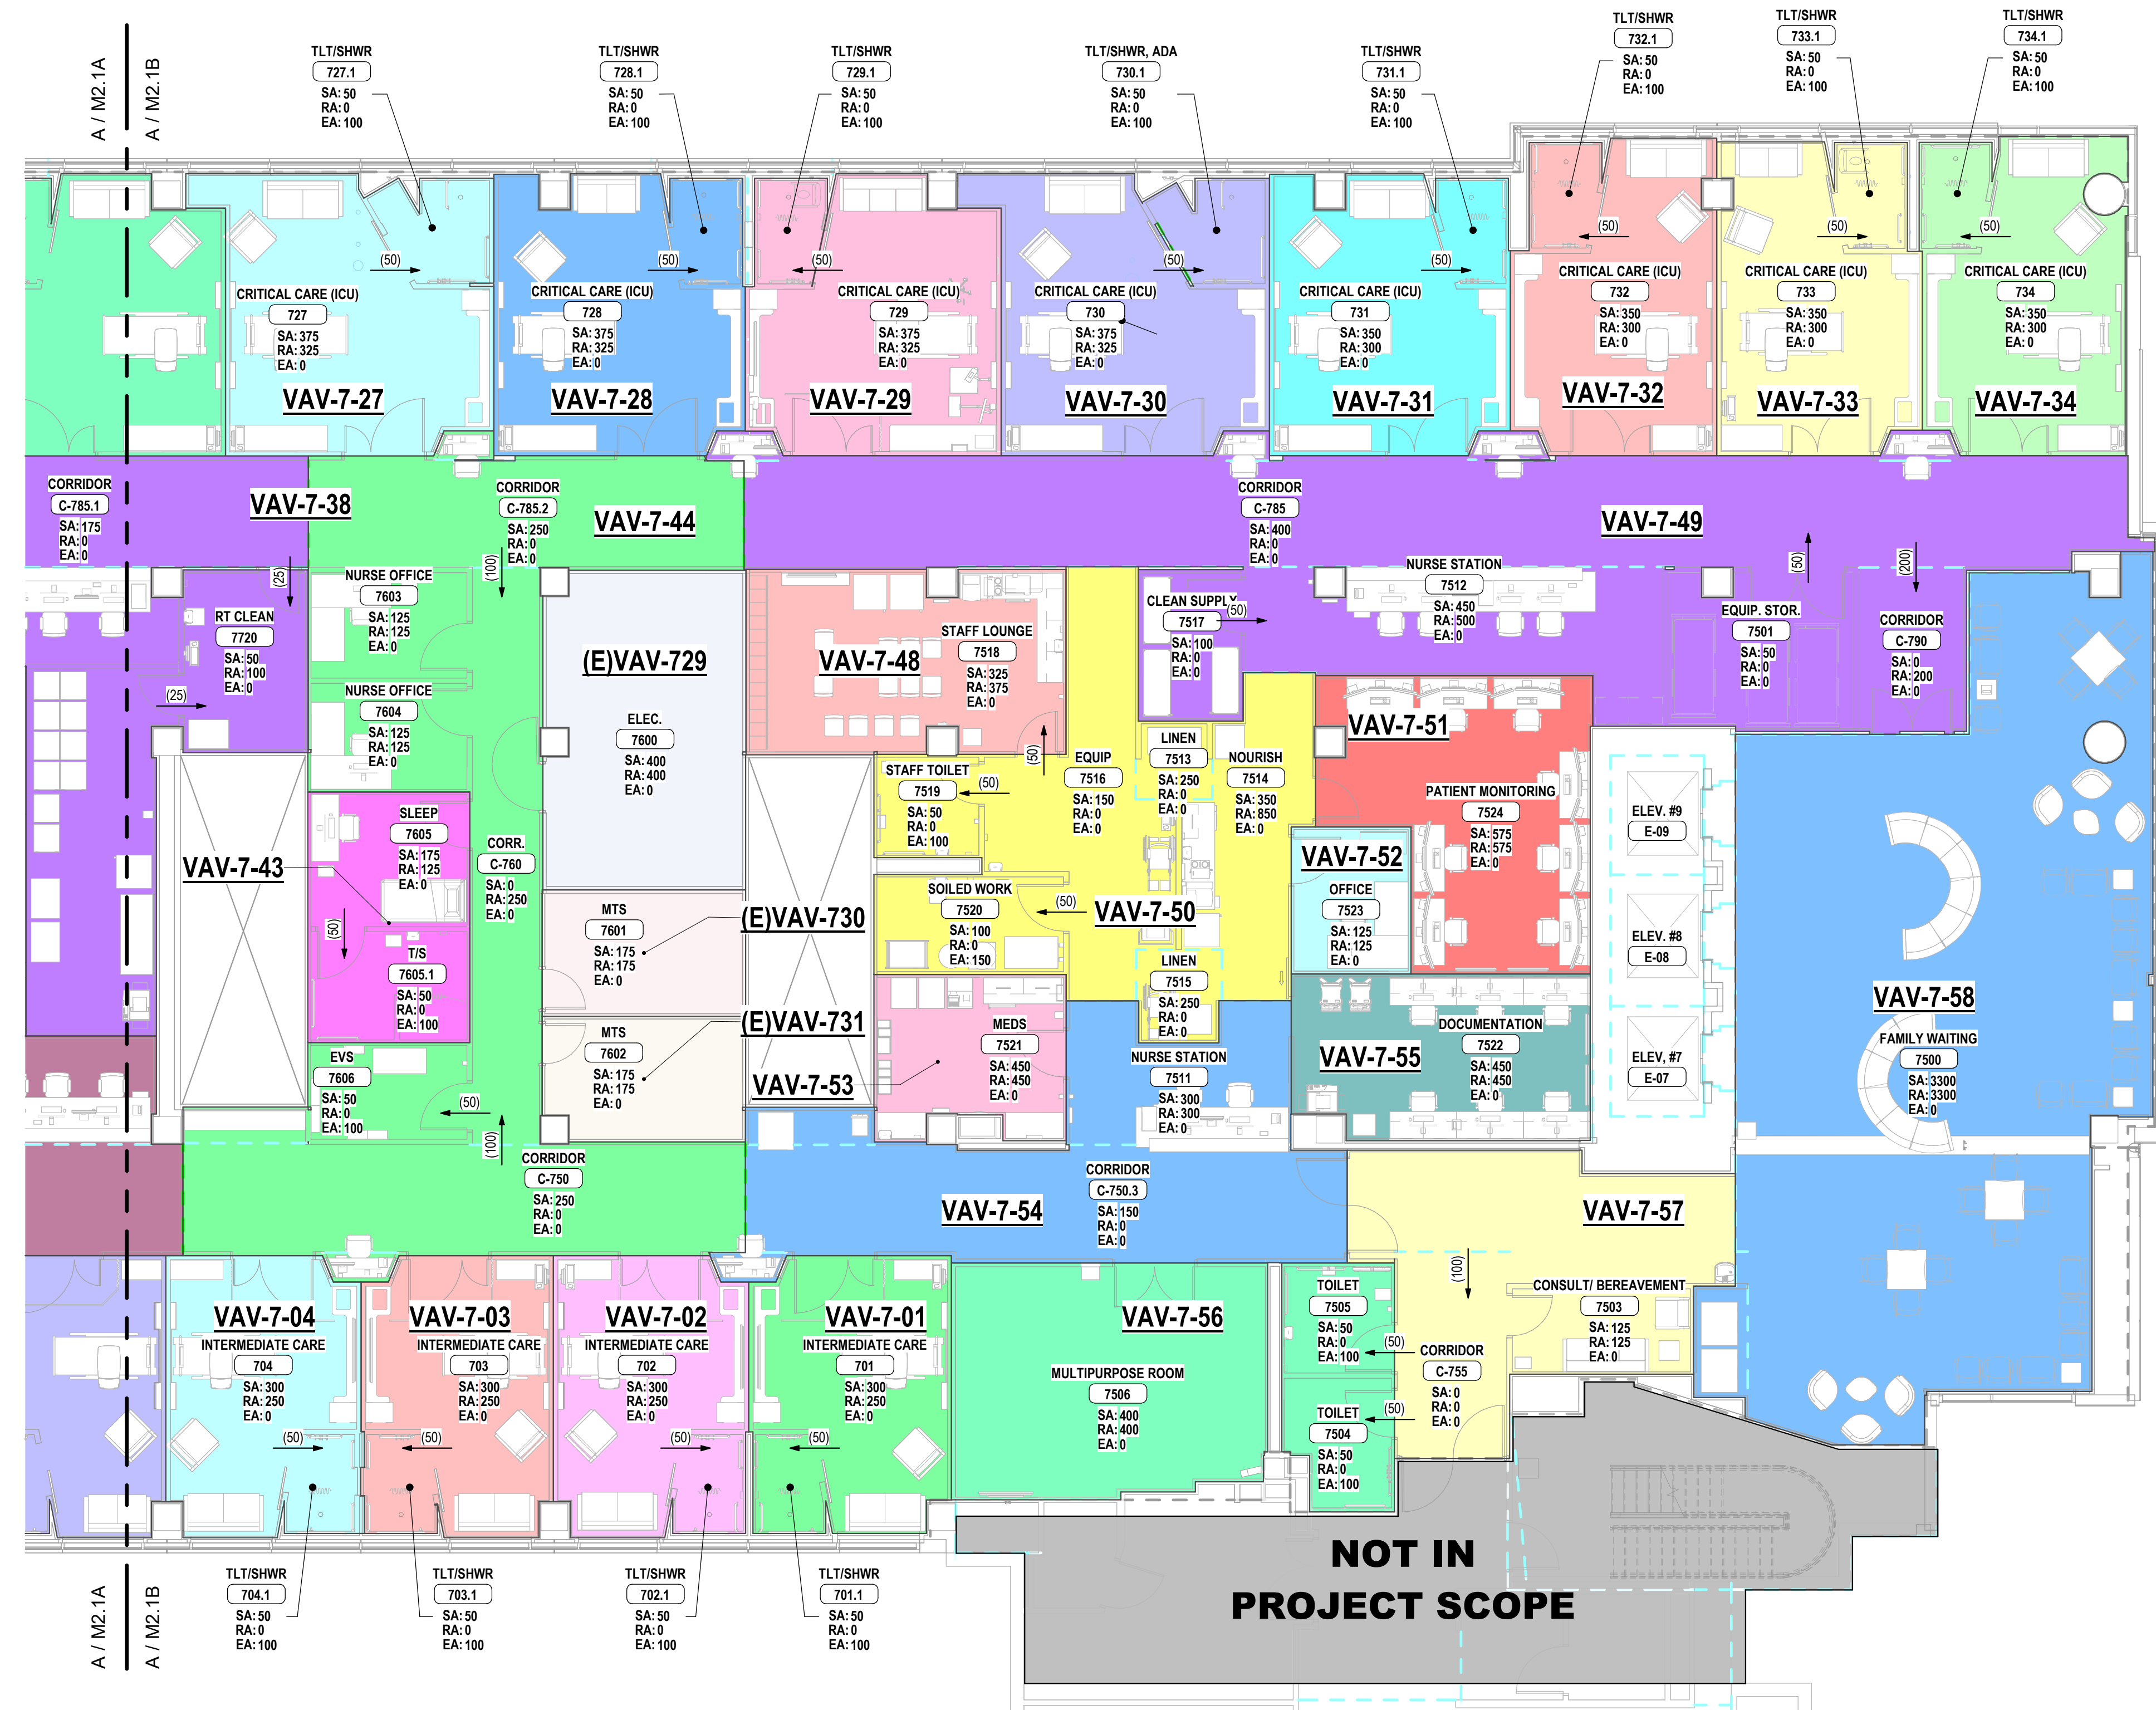 A / M2.1A
A / M2.1B
TLT/SHWR
727.1
SA: 50
RA: 0
EA: 100
TLT/SHWR
728.1
SA: 50
RA: 0
EA: 100
TLT/SHWR
729.1
SA: 50
RA: 0
EA: 100
TLT/SHWR, ADA
730.1
SA: 50
RA: 0
EA: 100
TLT/SHWR
731.1
SA: 50
RA: 0
EA: 100
TLT/SHWR
732.1
SA: 50
RA: 0
EA: 100
TLT/SHWR
733.1
SA: 50
RA: 0
EA: 100
TLT/SHWR
734.1
SA: 50
RA: 0
EA: 100
(50)
CRITICAL CARE (ICU)
727
SA: 375
RA: 325
EA: 0
VAV-7-27
(50)
CRITICAL CARE (ICU)
728
SA: 375
RA: 325
EA: 0
VAV-7-28
(50)
CRITICAL CARE (ICU)
729
SA: 375
RA: 325
EA: 0
VAV-7-29
(50)
CRITICAL CARE (ICU)
730
SA: 375
RA: 325
EA: 0
VAV-7-30
(50)
CRITICAL CARE (ICU)
731
SA: 350
RA: 300
EA: 0
VAV-7-31
(50)
CRITICAL CARE (ICU)
732
SA: 350
RA: 300
EA: 0
VAV-7-32
(50)
CRITICAL CARE (ICU)
733
SA: 350
RA: 300
EA: 0
VAV-7-33
(50)
CRITICAL CARE (ICU)
734
SA: 350
RA: 300
EA: 0
VAV-7-34
CORRIDOR
C-785.1
SA: 175
RA: 0
EA: 0
VAV-7-38
CORRIDOR
C-785.2
SA: 250
RA: 0
EA: 0
VAV-7-44
CORRIDOR
C-785
SA: 400
RA: 0
EA: 0
VAV-7-49
(25)
(100)
(50)
(200)
RT CLEAN
7720
SA: 50
RA: 100
EA: 0
(25)
NURSE OFFICE
7603
SA: 125
RA: 125
EA: 0
NURSE OFFICE
7604
SA: 125
RA: 125
EA: 0
(E)VAV-729
ELEC.
7600
SA: 400
RA: 400
EA: 0
VAV-7-48
STAFF LOUNGE
7518
SA: 325
RA: 375
EA: 0
(50)
CLEAN SUPPLY
7517
SA: 100
RA: 0
EA: 0
(50)
NURSE STATION
7512
SA: 450
RA: 500
EA: 0
EQUIP. STOR.
7501
SA: 50
RA: 0
EA: 0
CORRIDOR
C-790
SA: 0
RA: 200
EA: 0
VAV-7-43
SLEEP
7605
SA: 175
RA: 125
EA: 0
(50)
T/S
7605.1
SA: 50
RA: 0
EA: 100
EVS
7606
SA: 50
RA: 0
EA: 100
(50)
CORR.
C-760
SA: 0
RA: 250
EA: 0
(100)
MTS
7601
SA: 175
RA: 175
EA: 0
(E)VAV-730
MTS
7602
SA: 175
RA: 175
EA: 0
(E)VAV-731
STAFF TOILET
7519
SA: 50
RA: 0
EA: 100
(50)
EQUIP
7516
SA: 150
RA: 0
EA: 0
LINEN
7513
SA: 250
RA: 0
EA: 0
NOURISH
7514
SA: 350
RA: 850
EA: 0
SOILED WORK
7520
SA: 100
RA: 0
EA: 150
(50)
VAV-7-50
LINEN
7515
SA: 250
RA: 0
EA: 0
VAV-7-51
PATIENT MONITORING
7524
SA: 575
RA: 575
EA: 0
VAV-7-52
OFFICE
7523
SA: 125
RA: 125
EA: 0
ELEV. #9
E-09
ELEV. #8
E-08
ELEV, #7
E-07
VAV-7-53
MEDS
7521
SA: 450
RA: 450
EA: 0
NURSE STATION
7511
SA: 300
RA: 300
EA: 0
VAV-7-55
DOCUMENTATION
7522
SA: 450
RA: 450
EA: 0
VAV-7-58
FAMILY WAITING
7500
SA: 3300
RA: 3300
EA: 0
CORRIDOR
C-750
SA: 250
RA: 0
EA: 0
VAV-7-54
CORRIDOR
C-750.3
SA: 150
RA: 0
EA: 0
VAV-7-57
(100)
VAV-7-04
INTERMEDIATE CARE
704
SA: 300
RA: 250
EA: 0
(50)
VAV-7-03
INTERMEDIATE CARE
703
SA: 300
RA: 250
EA: 0
(50)
VAV-7-02
INTERMEDIATE CARE
702
SA: 300
RA: 250
EA: 0
(50)
VAV-7-01
INTERMEDIATE CARE
701
SA: 300
RA: 250
EA: 0
(50)
VAV-7-56
MULTIPURPOSE ROOM
7506
SA: 400
RA: 400
EA: 0
TOILET
7505
SA: 50
RA: 0
EA: 100
(50)
TOILET
7504
SA: 50
RA: 0
EA: 100
(50)
CORRIDOR
C-755
SA: 0
RA: 0
EA: 0
CONSULT/ BEREAVEMENT
7503
SA: 125
RA: 125
EA: 0
NOT IN
PROJECT SCOPE
A / M2.1A
A / M2.1B
TLT/SHWR
704.1
SA: 50
RA: 0
EA: 100
TLT/SHWR
703.1
SA: 50
RA: 0
EA: 100
TLT/SHWR
702.1
SA: 50
RA: 0
EA: 100
TLT/SHWR
701.1
SA: 50
RA: 0
EA: 100